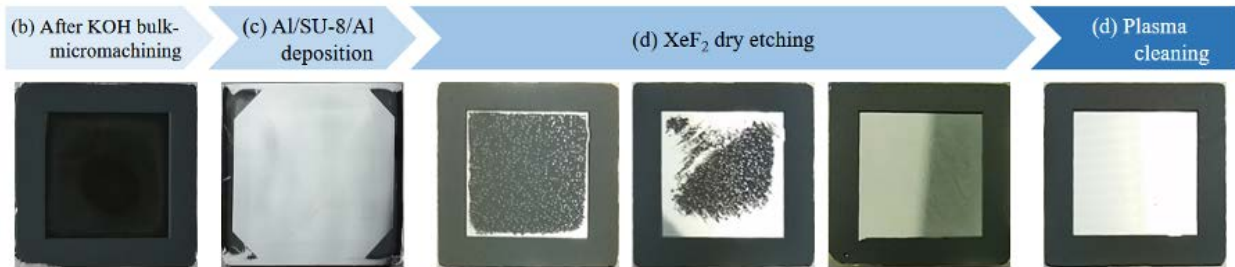 (b) After KOH bulk-
micromachining
(c) Al/SU-8/Al
deposition
(d) XeF₂ dry etching
(d) Plasma
cleaning